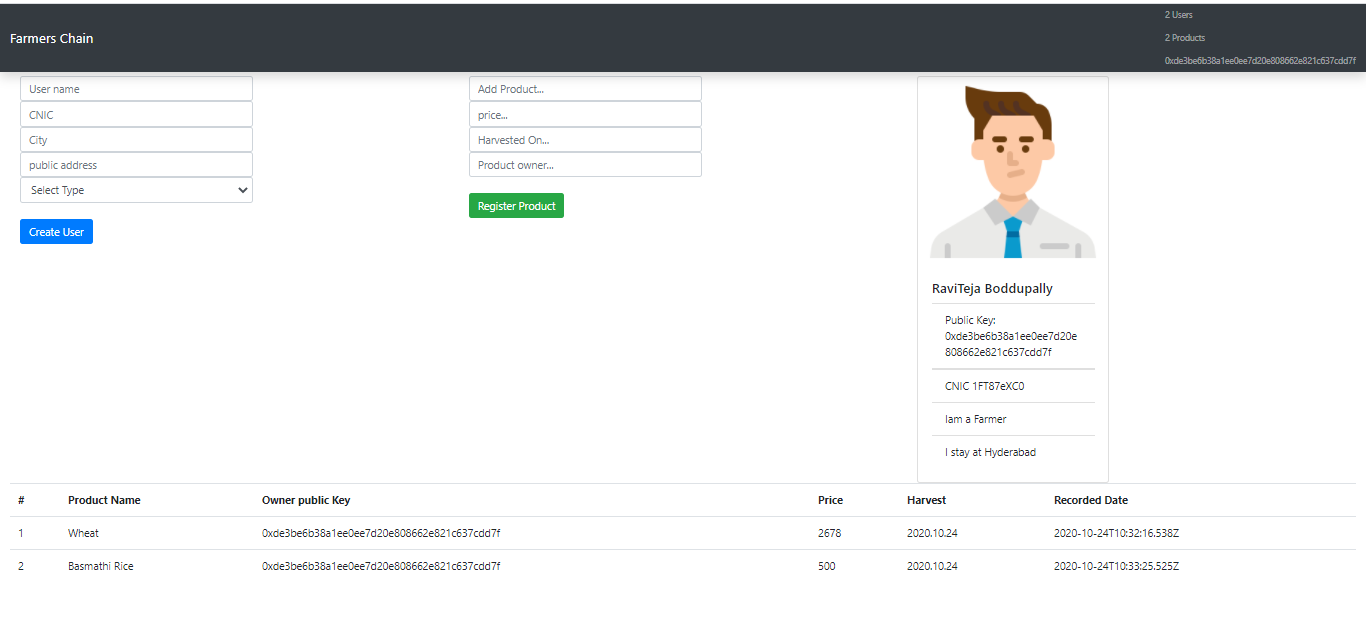 Farmers Chain
2 Users
2 Products
0xde3be6b38a1ee0ee7d20e808662e821c637cdd7f
User name
CNIC
City
public address
Select Type
Create User
Add Product...
price...
Harvested On...
Product owner...
Register Product
RaviTeja Boddupally
Public Key:
0xde3be6b38a1ee0ee7d20e
808662e821c637cdd7f
CNIC 1FT87eXC0
Iam a Farmer
I stay at Hyderabad
# Product Name Owner public Key Price Harvest Recorded Date
1 Wheat 0xde3be6b38a1ee0ee7d20e808662e821c637cdd7f 2678 2020.10.24 2020-10-24T10:32:16.538Z
2 Basmathi Rice 0xde3be6b38a1ee0ee7d20e808662e821c637cdd7f 500 2020.10.24 2020-10-24T10:33:25.525Z